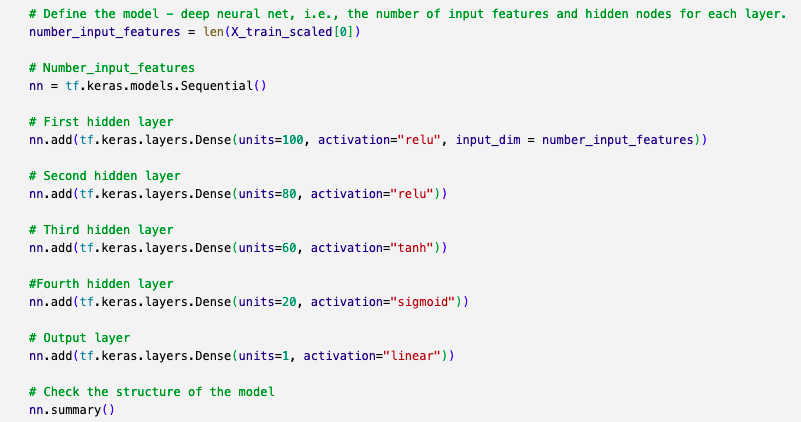 # Define the model - deep neural net, i.e., the number of input features and hidden nodes for each layer.
number_input_features = len(X_train_scaled[0])
# Number_input_features
nn = tf.keras.models.Sequential()
# First hidden layer
nn.add(tf.keras.layers.Dense(units=100, activation="relu", input_dim = number_input_features))
# Second hidden layer
nn.add(tf.keras.layers.Dense(units=80, activation="relu"))
# Third hidden layer
nn.add(tf.keras.layers.Dense(units=60, activation="tanh"))
#Fourth hidden layer
nn.add(tf.keras.layers.Dense(units=20, activation="sigmoid"))
# Output layer
nn.add(tf.keras.layers.Dense(units=1, activation="linear"))
# Check the structure of the model
nn.summary()